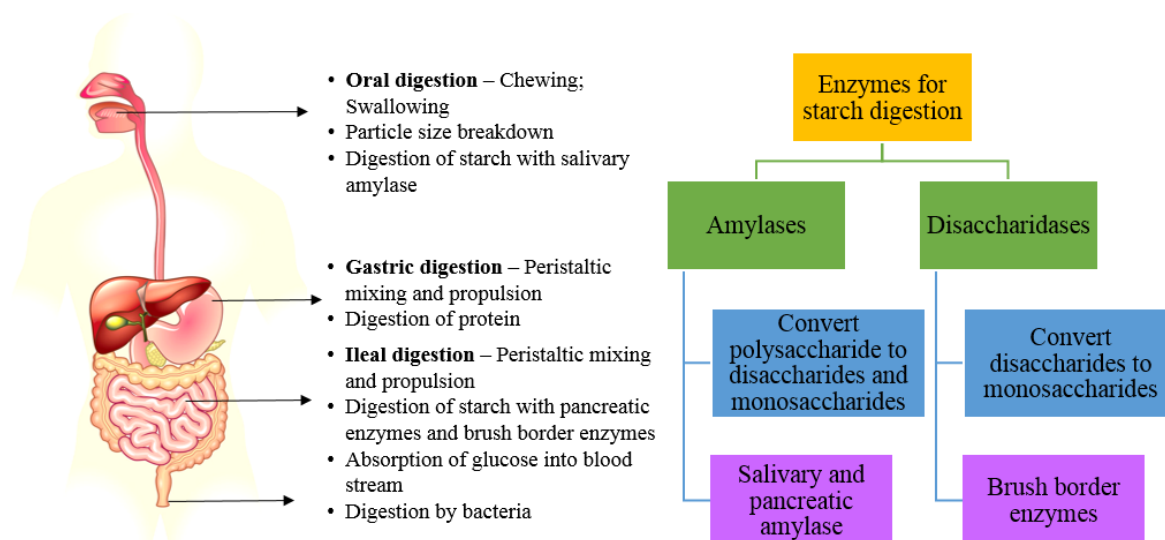 • Oral digestion – Chewing;
Swallowing
• Particle size breakdown
• Digestion of starch with salivary
amylase
• Gastric digestion – Peristaltic
mixing and propulsion
• Digestion of protein
• Ileal digestion – Peristaltic mixing
and propulsion
• Digestion of starch with pancreatic
enzymes and brush border enzymes
• Absorption of glucose into blood
stream
• Digestion by bacteria
Enzymes for
starch digestion
Amylases
Disaccharidases
Convert
polysaccharide to
disaccharides and
monosaccharides
Convert
disaccharides to
monosaccharides
Salivary and
pancreatic
amylase
Brush border
enzymes